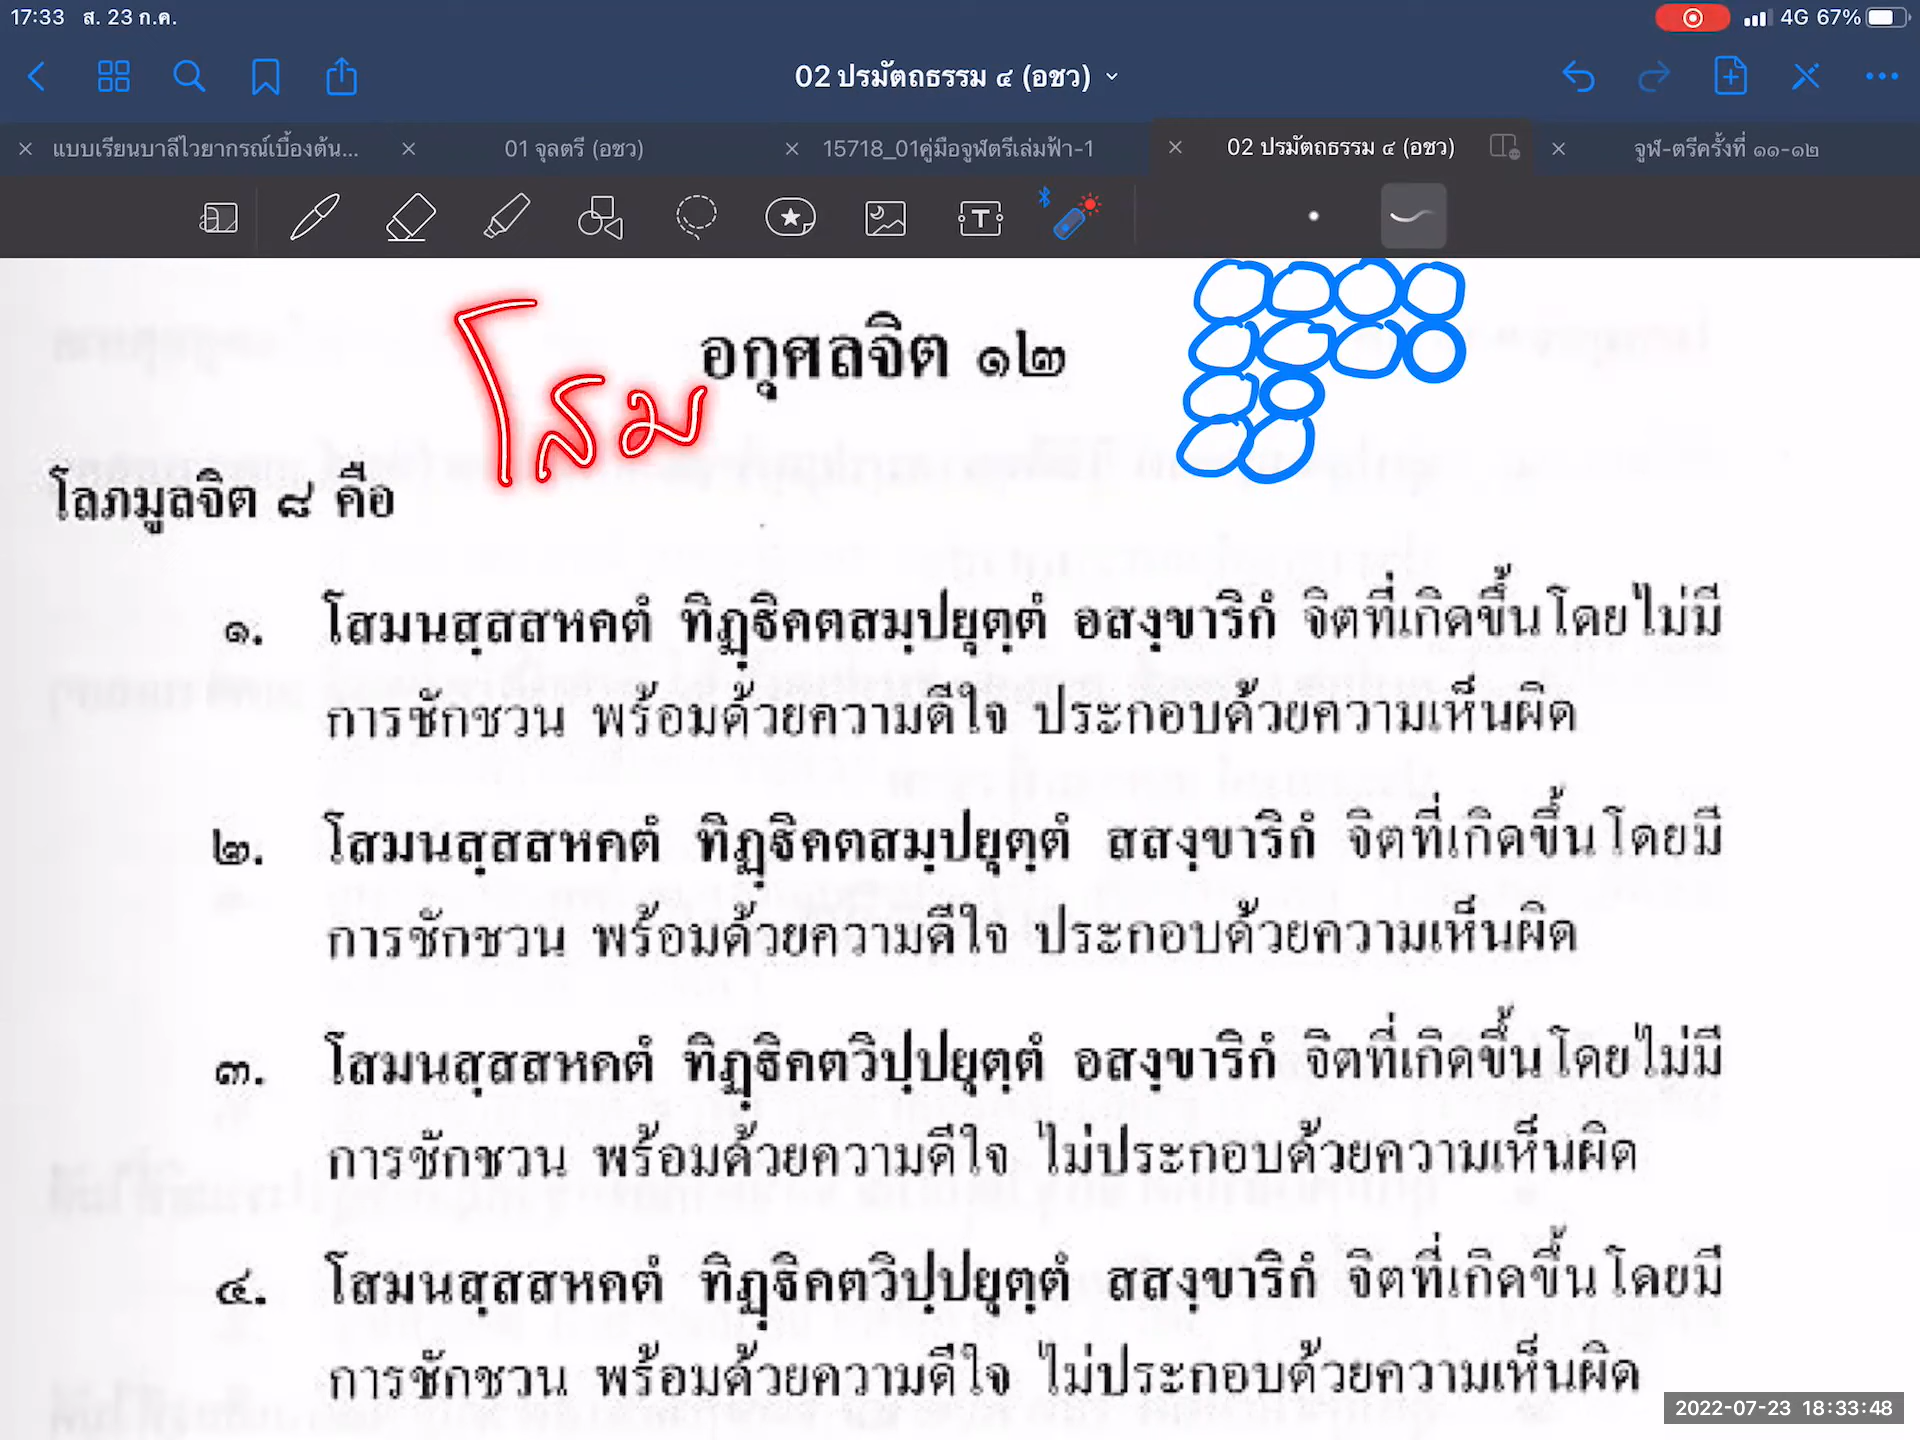 17:33 ส. 23 ก.ค. 4G 67%
02 ปรมัตถธรรม ๔ (อชว)
แบบเรียนบาลีไวยากรณ์เบื้องต้น... 01 จุลตรี (อชว) 15718_01คู่มือจูฬตรีเล่มฟ้า-1 02 ปรมัตถธรรม ๔ (อชว) จูฬ-ตรีครั้งที่ ๑๑-๑๒
โสม
อกุศลจิต ๑๒
โลภมูลจิต ๘ คือ
๑. โสมนสฺสสหคตํ ทิฏฺฐิคตสมฺปยุตฺตํ อสงฺขาริกํ จิตที่เกิดขึ้นโดยไม่มี
การชักชวน พร้อมด้วยความดีใจ ประกอบด้วยความเห็นผิด
๒. โสมนสฺสสหคตํ ทิฏฺฐิคตสมฺปยุตฺตํ สสงฺขาริกํ จิตที่เกิดขึ้นโดยมี
การชักชวน พร้อมด้วยความดีใจ ประกอบด้วยความเห็นผิด
๓. โสมนสฺสสหคตํ ทิฏฺฐิคตวิปฺปยุตฺตํ อสงฺขาริกํ จิตที่เกิดขึ้นโดยไม่มี
การชักชวน พร้อมด้วยความดีใจ ไม่ประกอบด้วยความเห็นผิด
๔. โสมนสฺสสหคตํ ทิฏฺฐิคตวิปฺปยุตฺตํ สสงฺขาริกํ จิตที่เกิดขึ้นโดยมี
การชักชวน พร้อมด้วยความดีใจ ไม่ประกอบด้วยความเห็นผิด
2022-07-23 18:33:48